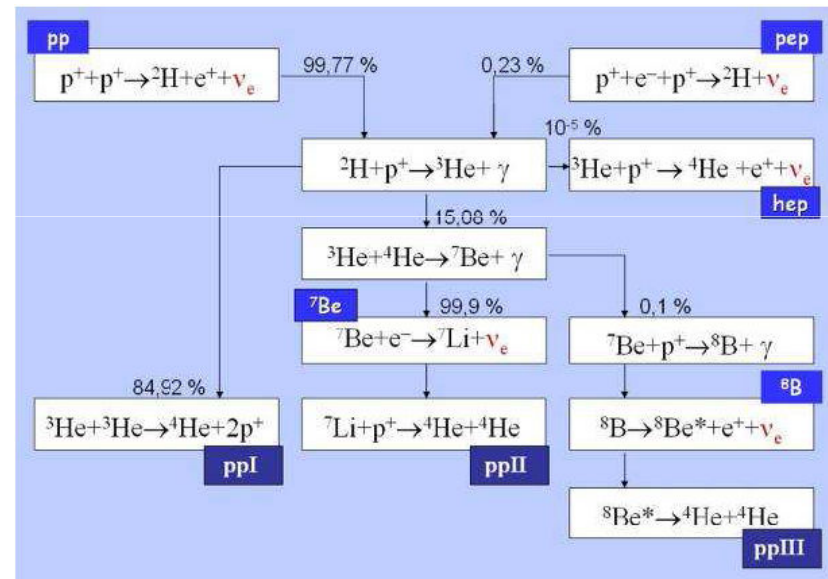 pp
pep
p⁺+p⁺→²H+e⁺+νₑ
99,77 %
0,23 %
p⁺+e⁻+p⁺→²H+νₑ
10⁻⁵ %
²H+p⁺→³He+ γ
³He+p⁺ → ⁴He +e⁺+νₑ
hep
15,08 %
³He+⁴He→⁷Be+ γ
⁷Be
99,9 %
0,1 %
⁷Be+e⁻→⁷Li+νₑ
⁷Be+p⁺→⁸B+ γ
84,92 %
⁸B
³He+³He→⁴He+2p⁺
⁷Li+p⁺→⁴He+⁴He
⁸B→⁸Be*+e⁺+νₑ
ppI
ppII
⁸Be*→⁴He+⁴He
ppIII